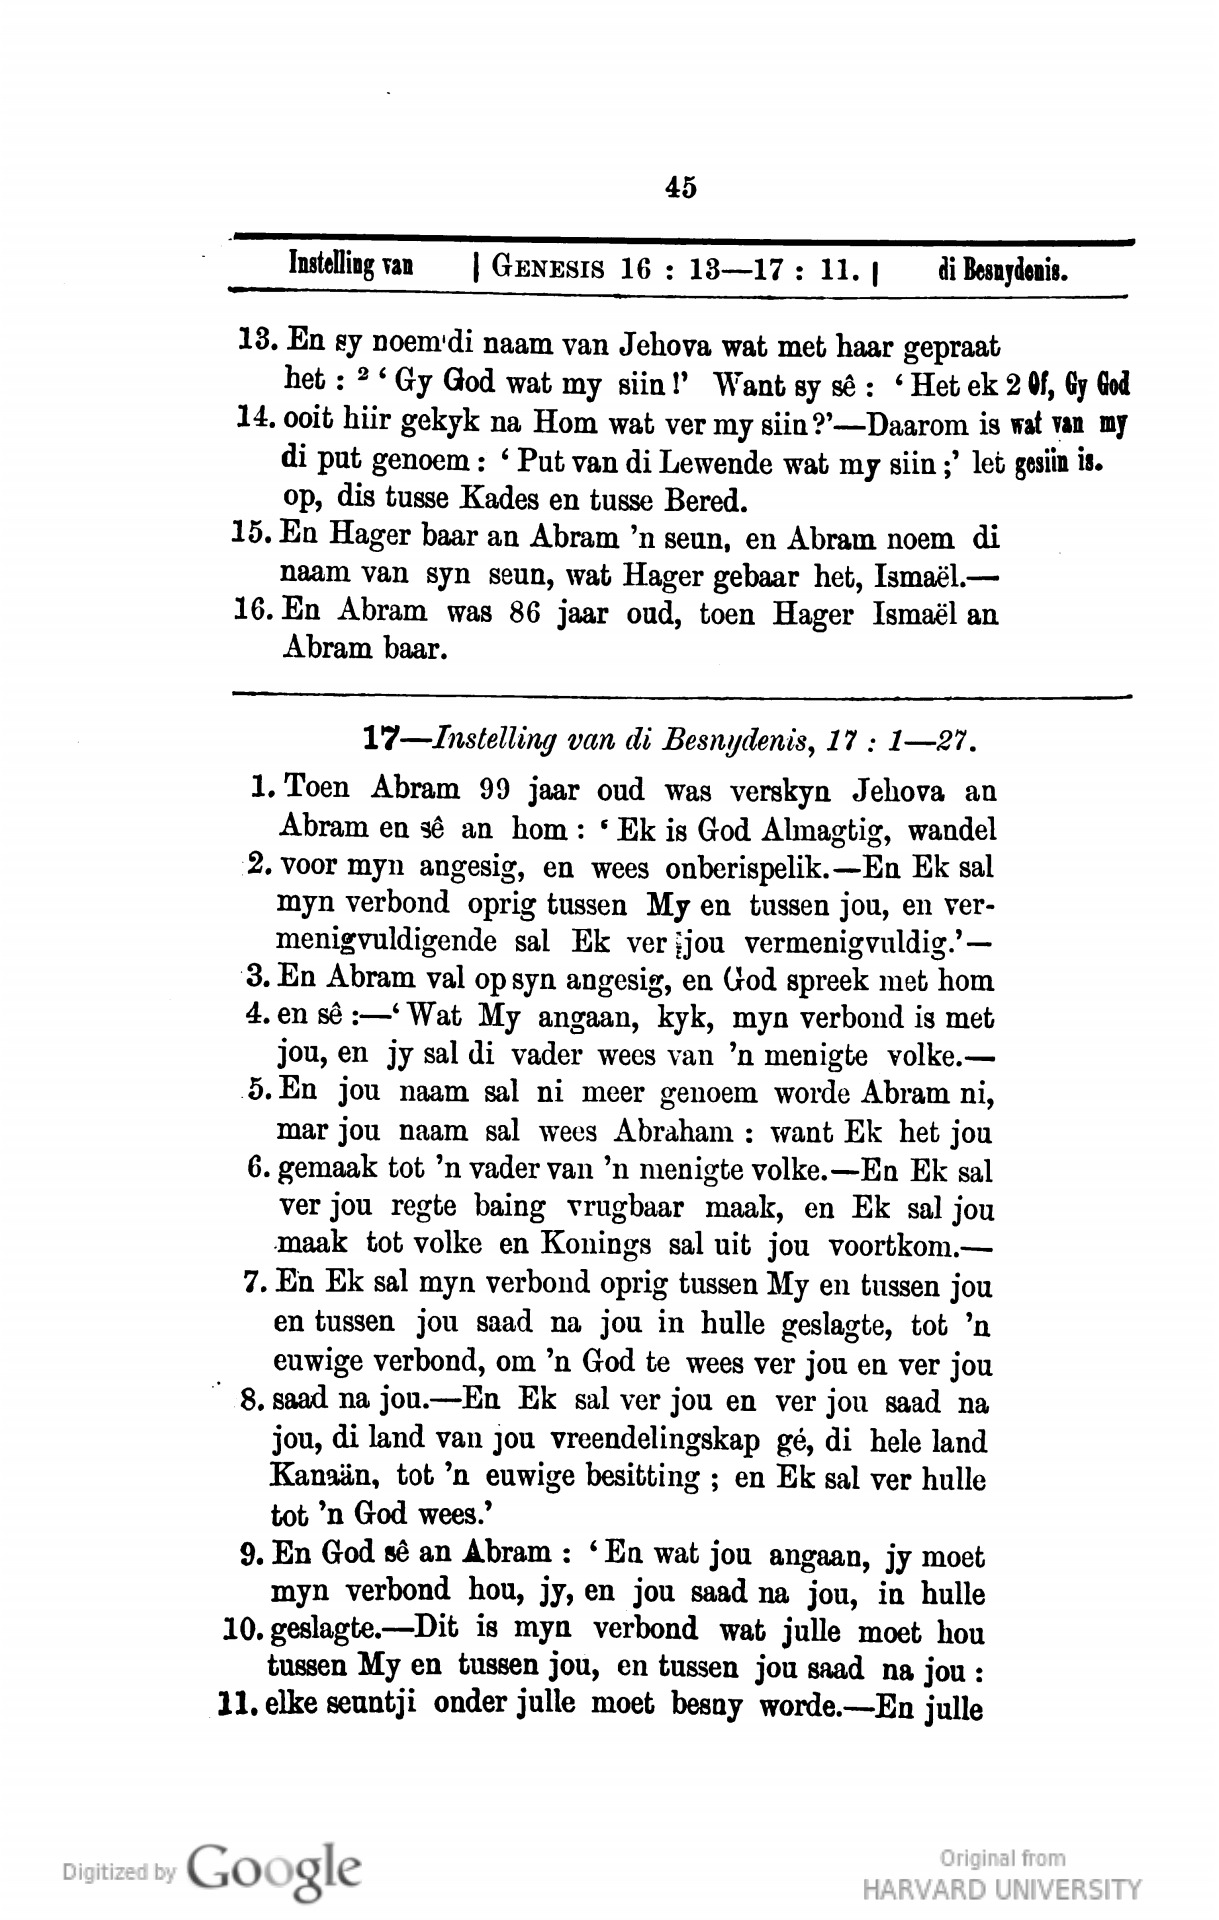 45
Instelling van | GENESIS 16 : 13—17 : 11. | di Besnydenis.
13. En sy noem di naam van Jehova wat met haar gepraat
het : ² ‘ Gy God wat my siin !’ Want sy sê : ‘ Het ek
14. ooit hiir gekyk na Hom wat ver my siin ?’—Daarom is
di put genoem : ‘ Put van di Lewende wat my siin ;’ let
op, dis tusse Kades en tusse Bered.
2 Of, Gy God
wat van my
gesiin is.
15. En Hager baar an Abram ’n seun, en Abram noem di
naam van syn seun, wat Hager gebaar het, Ismaël.—
16. En Abram was 86 jaar oud, toen Hager Ismaël an
Abram baar.
17—Instelling van di Besnydenis, 17 : 1—27.
1. Toen Abram 99 jaar oud was verskyn Jehova an
Abram en sê an hom : ‘ Ek is God Almagtig, wandel
2. voor myn angesig, en wees onberispelik.—En Ek sal
myn verbond oprig tussen My en tussen jou, en ver-
menigvuldigende sal Ek ver jou vermenigvuldig.’—
3. En Abram val op syn angesig, en God spreek met hom
4. en sê :—‘ Wat My angaan, kyk, myn verbond is met
jou, en jy sal di vader wees van ’n menigte volke.—
5. En jou naam sal ni meer genoem worde Abram ni,
mar jou naam sal wees Abraham : want Ek het jou
6. gemaak tot ’n vader van ’n menigte volke.—En Ek sal
ver jou regte baing vrugbaar maak, en Ek sal jou
maak tot volke en Konings sal uit jou voortkom.—
7. En Ek sal myn verbond oprig tussen My en tussen jou
en tussen jou saad na jou in hulle geslagte, tot ’n
euwige verbond, om ’n God te wees ver jou en ver jou
8. saad na jou.—En Ek sal ver jou en ver jou saad na
jou, di land van jou vreendelingskap gé, di hele land
Kanaän, tot ’n euwige besitting ; en Ek sal ver hulle
tot ’n God wees.’
9. En God sê an Abram : ‘ En wat jou angaan, jy moet
myn verbond hou, jy, en jou saad na jou, in hulle
10. geslagte.—Dit is myn verbond wat julle moet hou
tussen My en tussen jou, en tussen jou saad na jou :
11. elke seuntji onder julle moet besny worde.—En julle
Digitized by Google
Original from
HARVARD UNIVERSITY